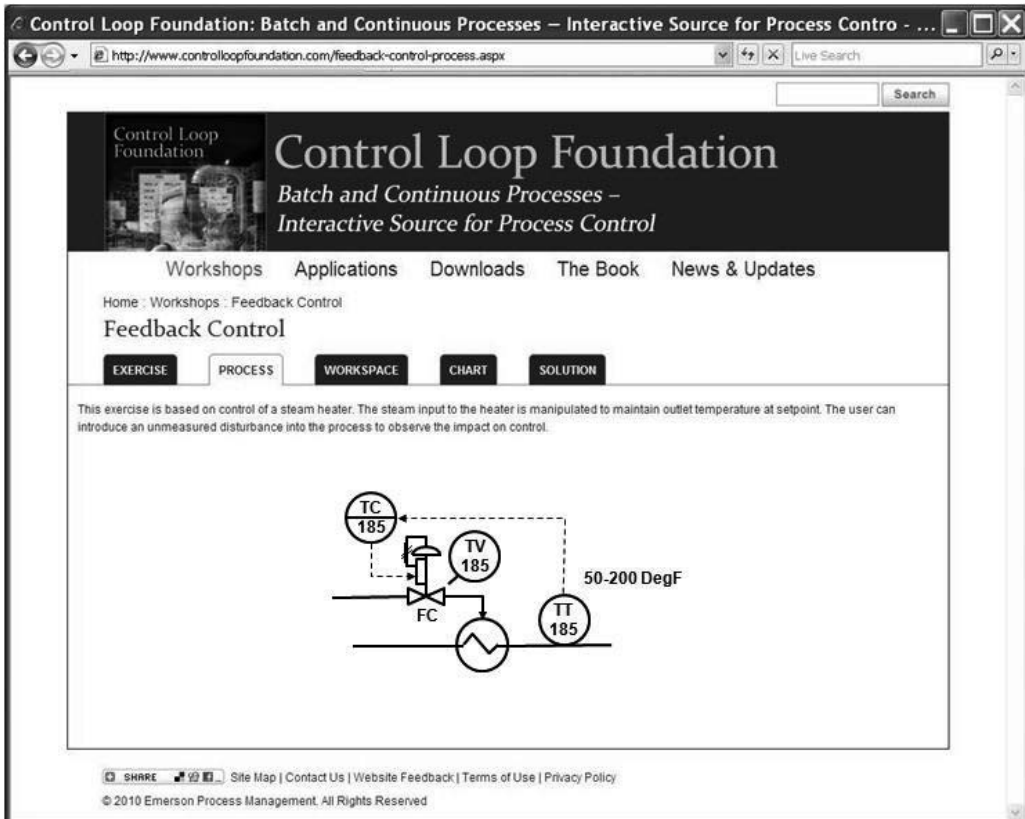 Control Loop Foundation: Batch and Continuous Processes — Interactive Source for Process Contro - ...
http://www.controlloopfoundation.com/feedback-control-process.aspx
Live Search
Search
Control Loop
Foundation
Control Loop Foundation
Batch and Continuous Processes –
Interactive Source for Process Control
Workshops Applications Downloads The Book News & Updates
Home : Workshops : Feedback Control
Feedback Control
EXERCISE PROCESS WORKSPACE CHART SOLUTION
This exercise is based on control of a steam heater. The steam input to the heater is manipulated to maintain outlet temperature at setpoint. The user can
introduce an unmeasured disturbance into the process to observe the impact on control.
TC
185
TV
185
50-200 DegF
FC
TT
185
SHARE Site Map | Contact Us | Website Feedback | Terms of Use | Privacy Policy
© 2010 Emerson Process Management. All Rights Reserved